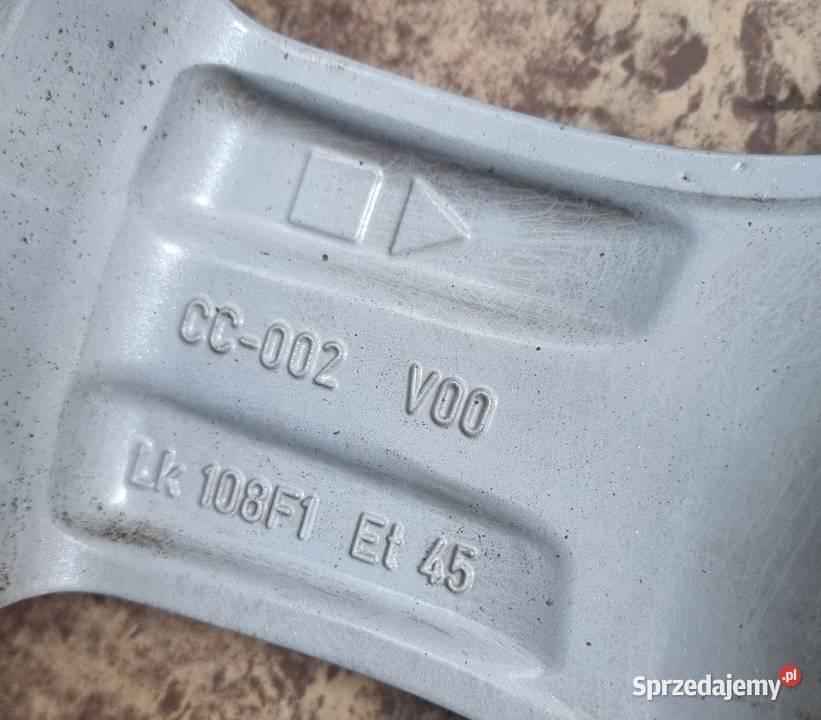 CC-002 V00
Lk 108F1 Et 45
Sprzedajemy.pl